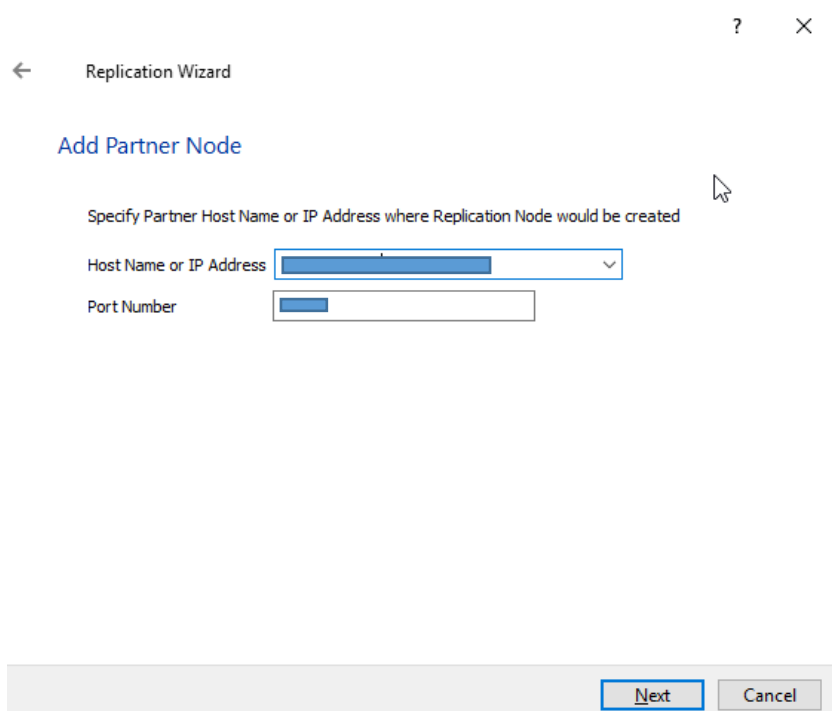 ?
Replication Wizard
Add Partner Node
Specify Partner Host Name or IP Address where Replication Node would be created
Host Name or IP Address
Port Number
Next Cancel